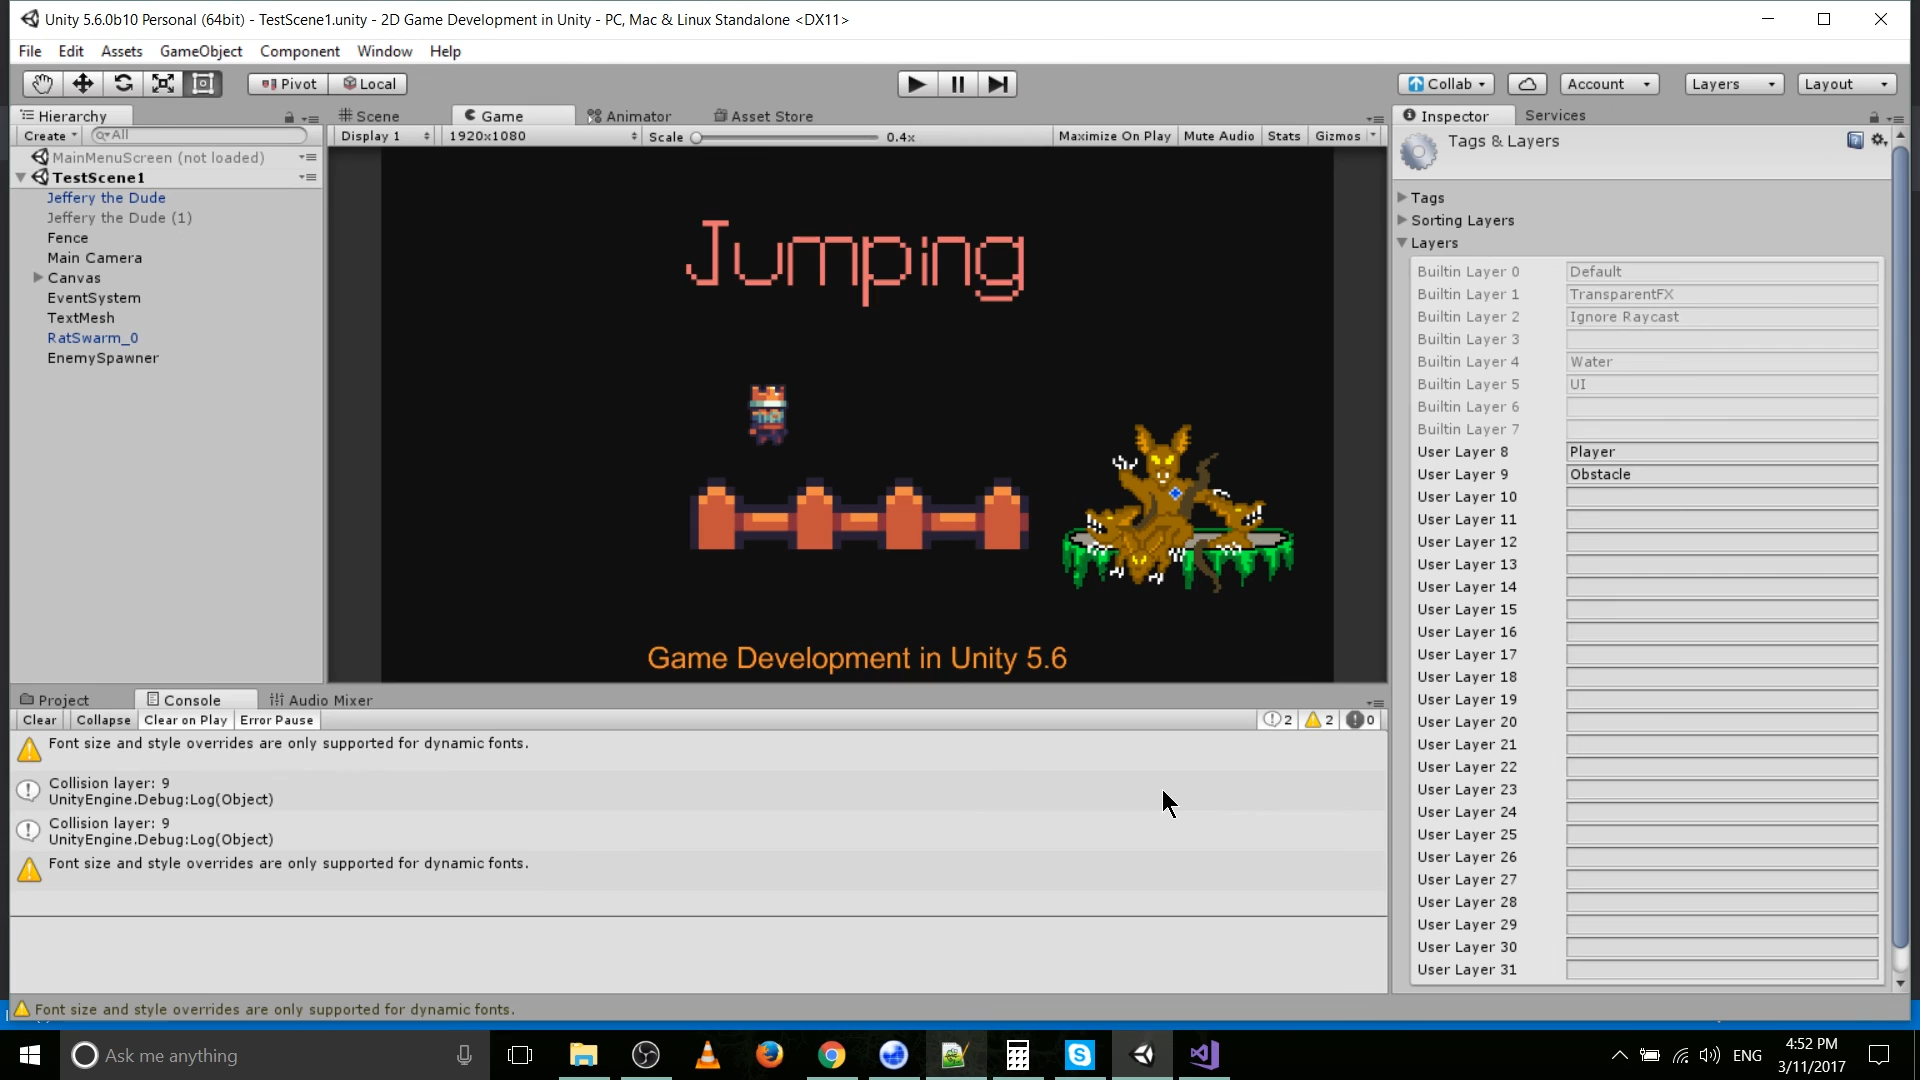 Unity 5.6.0b10 Personal (64bit) - TestScene1.unity - 2D Game Development in Unity - PC, Mac & Linux Standalone <DX11>
File Edit Assets GameObject Component Window Help
Pivot Local Collab Account Layers Layout
Hierarchy
Create All
MainMenuScreen (not loaded)
TestScene1
Jeffery the Dude
Jeffery the Dude (1)
Fence
Main Camera
Canvas
EventSystem
TextMesh
RatSwarm_0
EnemySpawner
Scene Game Animator Asset Store
Display 1 1920x1080 Scale 0.4x Maximize On Play Mute Audio Stats Gizmos
Jumping
Game Development in Unity 5.6
Project Console Audio Mixer
Clear Collapse Clear on Play Error Pause 2 2 0
Font size and style overrides are only supported for dynamic fonts.
Collision layer: 9
UnityEngine.Debug:Log(Object)
Collision layer: 9
UnityEngine.Debug:Log(Object)
Font size and style overrides are only supported for dynamic fonts.
Inspector Services
Tags & Layers
Tags
Sorting Layers
Layers
Builtin Layer 0 Default
Builtin Layer 1 TransparentFX
Builtin Layer 2 Ignore Raycast
Builtin Layer 3
Builtin Layer 4 Water
Builtin Layer 5 UI
Builtin Layer 6
Builtin Layer 7
User Layer 8 Player
User Layer 9 Obstacle
User Layer 10
User Layer 11
User Layer 12
User Layer 13
User Layer 14
User Layer 15
User Layer 16
User Layer 17
User Layer 18
User Layer 19
User Layer 20
User Layer 21
User Layer 22
User Layer 23
User Layer 24
User Layer 25
User Layer 26
User Layer 27
User Layer 28
User Layer 29
User Layer 30
User Layer 31
Font size and style overrides are only supported for dynamic fonts.
Ask me anything
ENG
4:52 PM
3/11/2017